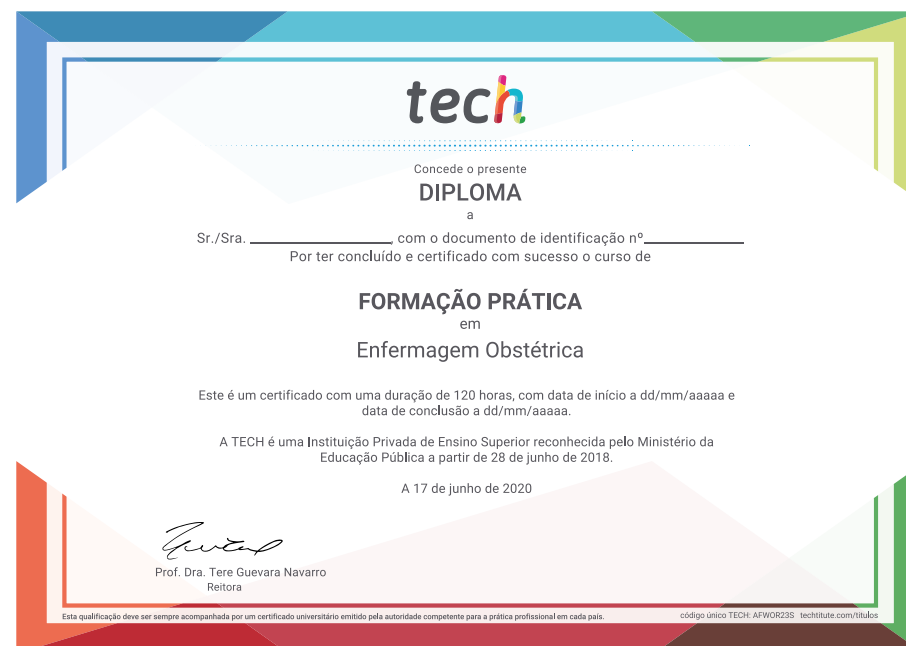 tech
Concede o presente
DIPLOMA
a
Sr./Sra. ____________________, com o documento de identificação nº______________
Por ter concluído e certificado com sucesso o curso de
FORMAÇÃO PRÁTICA
em
Enfermagem Obstétrica
Este é um certificado com uma duração de 120 horas, com data de início a dd/mm/aaaaa e
data de conclusão a dd/mm/aaaaa.
A TECH é uma Instituição Privada de Ensino Superior reconhecida pelo Ministério da
Educação Pública a partir de 28 de junho de 2018.
A 17 de junho de 2020
Prof. Dra. Tere Guevara Navarro
Reitora
Esta qualificação deve ser sempre acompanhada por um certificado universitário emitido pela autoridade competente para a prática profissional em cada país.
código único TECH: AFWOR23S techtitute.com/titulos